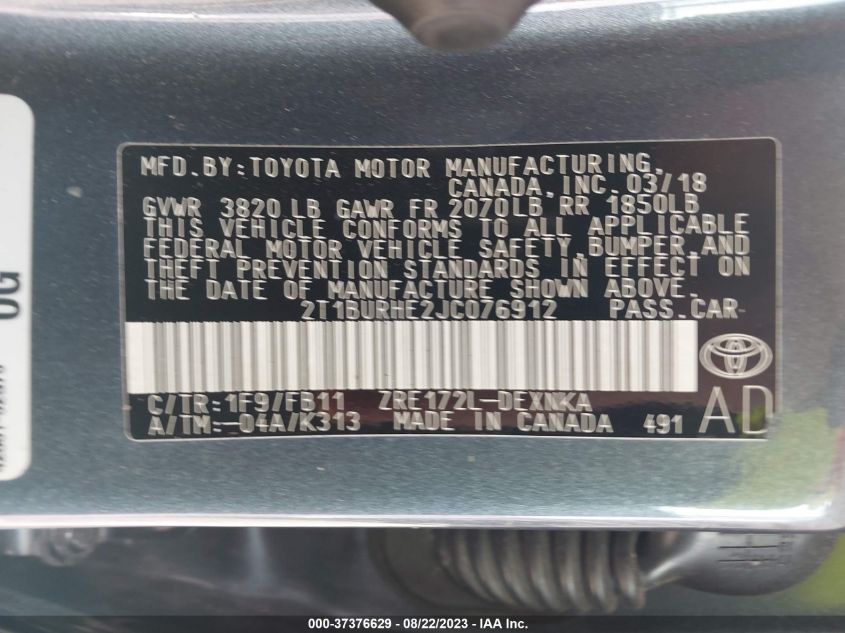 MFD.BY:TOYOTA MOTOR MANUFACTURING,
CANADA,INC. 03/18
GVWR 3820 LB GAWR FR 2070LB RR 1850LB
THIS VEHICLE CONFORMS TO ALL APPLICABLE
FEDERAL MOTOR VEHICLE SAFETY,BUMPER,AND
THEFT PREVENTION STANDARDS IN EFFECT ON
THE DATE OF MANUFACTURE SHOWN ABOVE.
2T1BURHE2JC076912 PASS.CAR
C/TR:1F9/FB11 ZRE172L-DEXNKA
A/TM:-04A/K313 MADE IN CANADA 491
AD
OG
000-37376629 - 08/22/2023 - IAA Inc.